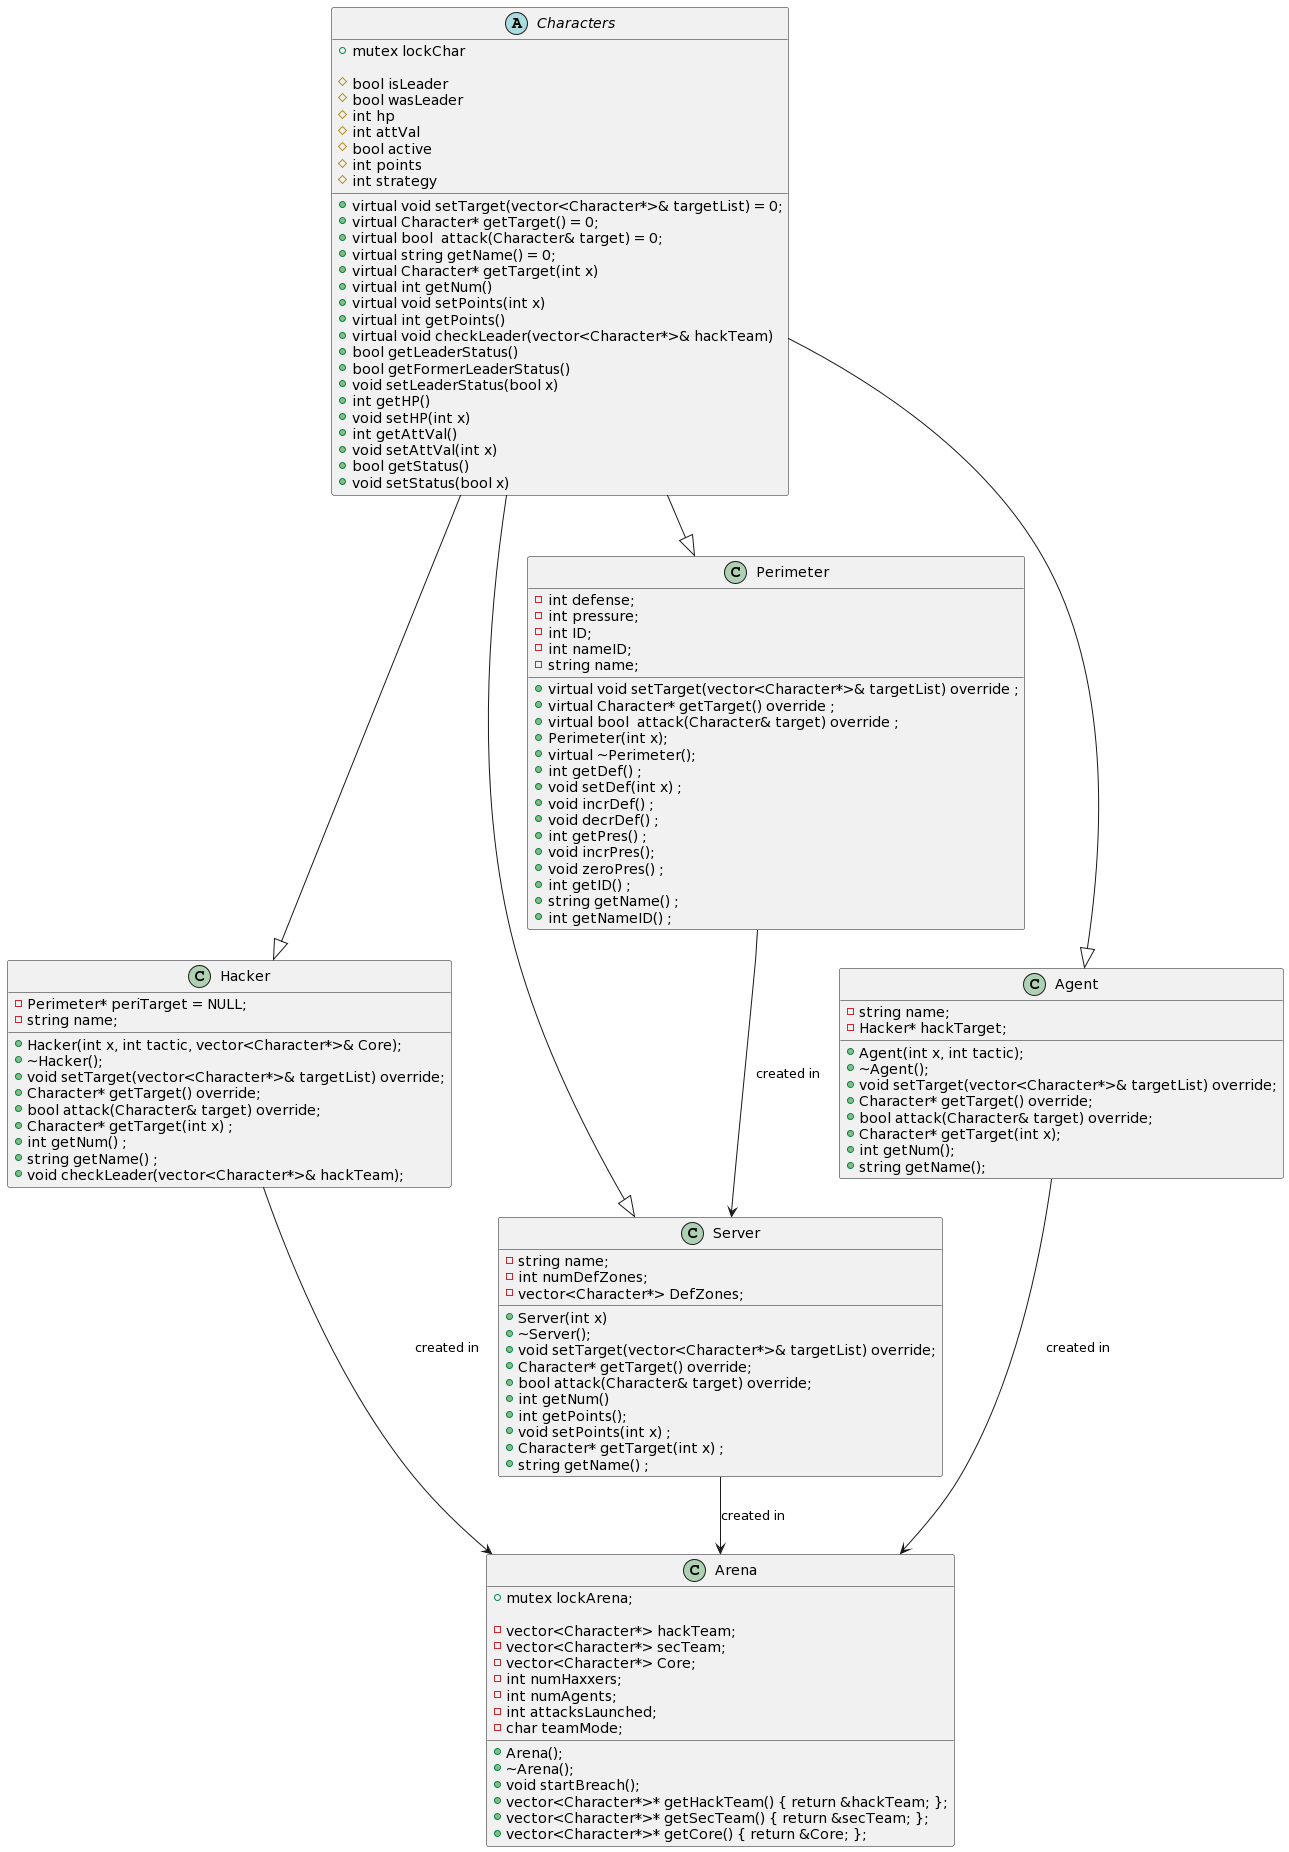 A Characters
mutex lockChar
bool isLeader
bool wasLeader
int hp
int attVal
bool active
int points
int strategy
virtual void setTarget(vector<Character*>& targetList) = 0;
virtual Character* getTarget() = 0;
virtual bool  attack(Character& target) = 0;
virtual string getName() = 0;
virtual Character* getTarget(int x)
virtual int getNum()
virtual void setPoints(int x)
virtual int getPoints()
virtual void checkLeader(vector<Character*>& hackTeam)
bool getLeaderStatus()
bool getFormerLeaderStatus()
void setLeaderStatus(bool x)
int getHP()
void setHP(int x)
int getAttVal()
void setAttVal(int x)
bool getStatus()
void setStatus(bool x)
C Perimeter
int defense;
int pressure;
int ID;
int nameID;
string name;
virtual void setTarget(vector<Character*>& targetList) override ;
virtual Character* getTarget() override ;
virtual bool  attack(Character& target) override ;
Perimeter(int x);
virtual ~Perimeter();
int getDef() ;
void setDef(int x) ;
void incrDef() ;
void decrDef() ;
int getPres() ;
void incrPres();
void zeroPres() ;
int getID() ;
string getName() ;
int getNameID() ;
C Hacker
Perimeter* periTarget = NULL;
string name;
Hacker(int x, int tactic, vector<Character*>& Core);
~Hacker();
void setTarget(vector<Character*>& targetList) override;
Character* getTarget() override;
bool attack(Character& target) override;
Character* getTarget(int x) ;
int getNum() ;
string getName() ;
void checkLeader(vector<Character*>& hackTeam);
created in
C Agent
string name;
Hacker* hackTarget;
Agent(int x, int tactic);
~Agent();
void setTarget(vector<Character*>& targetList) override;
Character* getTarget() override;
bool attack(Character& target) override;
Character* getTarget(int x);
int getNum();
string getName();
C Server
string name;
int numDefZones;
vector<Character*> DefZones;
Server(int x)
~Server();
void setTarget(vector<Character*>& targetList) override;
Character* getTarget() override;
bool attack(Character& target) override;
int getNum()
int getPoints();
void setPoints(int x) ;
Character* getTarget(int x) ;
string getName() ;
created in
created in
created in
C Arena
mutex lockArena;
vector<Character*> hackTeam;
vector<Character*> secTeam;
vector<Character*> Core;
int numHaxxers;
int numAgents;
int attacksLaunched;
char teamMode;
Arena();
~Arena();
void startBreach();
vector<Character*>* getHackTeam() { return &hackTeam; };
vector<Character*>* getSecTeam() { return &secTeam; };
vector<Character*>* getCore() { return &Core; };